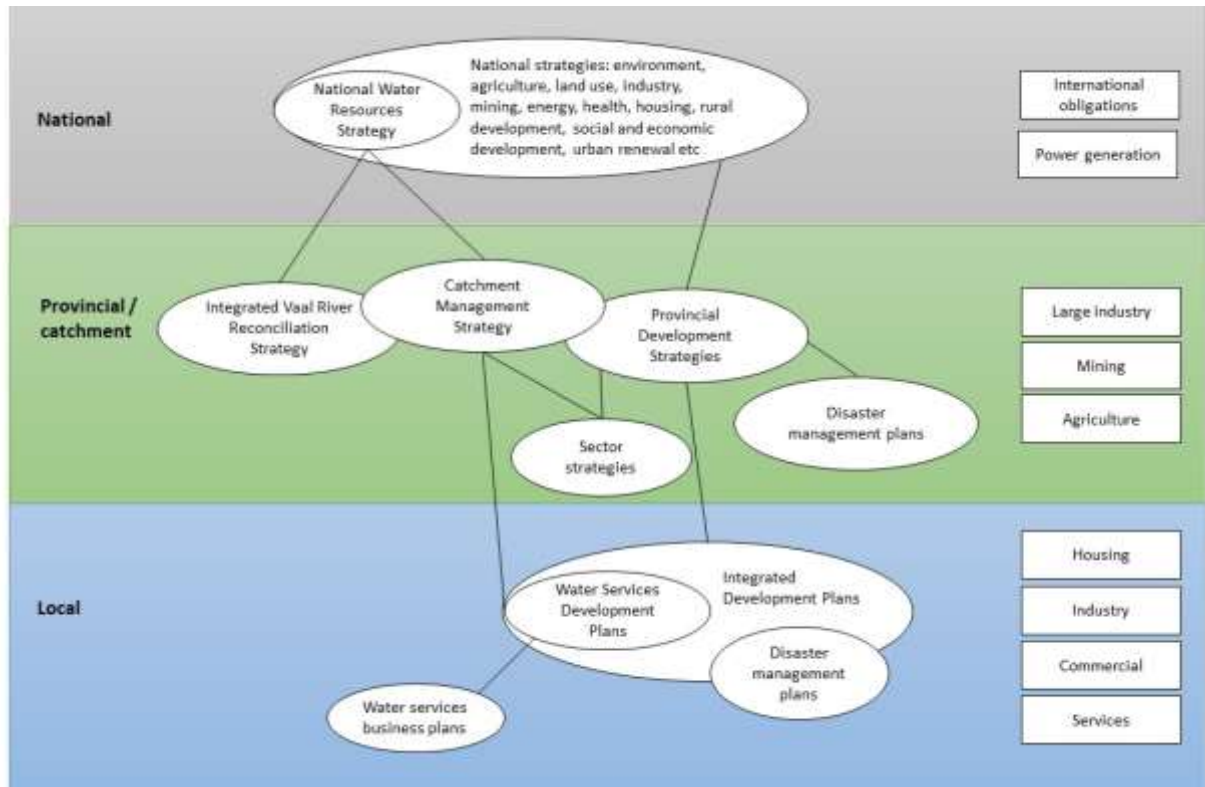 National
National Water
Resources
Strategy
National strategies: environment,
agriculture, land use, industry,
mining, energy, health, housing, rural
development, social and economic
development, urban renewal etc
International
obligations
Power generation
Provincial /
catchment
Integrated Vaal River
Reconciliation
Strategy
Catchment
Management
Strategy
Provincial
Development
Strategies
Sector
strategies
Disaster
management plans
Large Industry
Mining
Agriculture
Local
Water Services
Development
Plans
Integrated
Development Plans
Disaster
management
plans
Water services
business plans
Housing
Industry
Commercial
Services